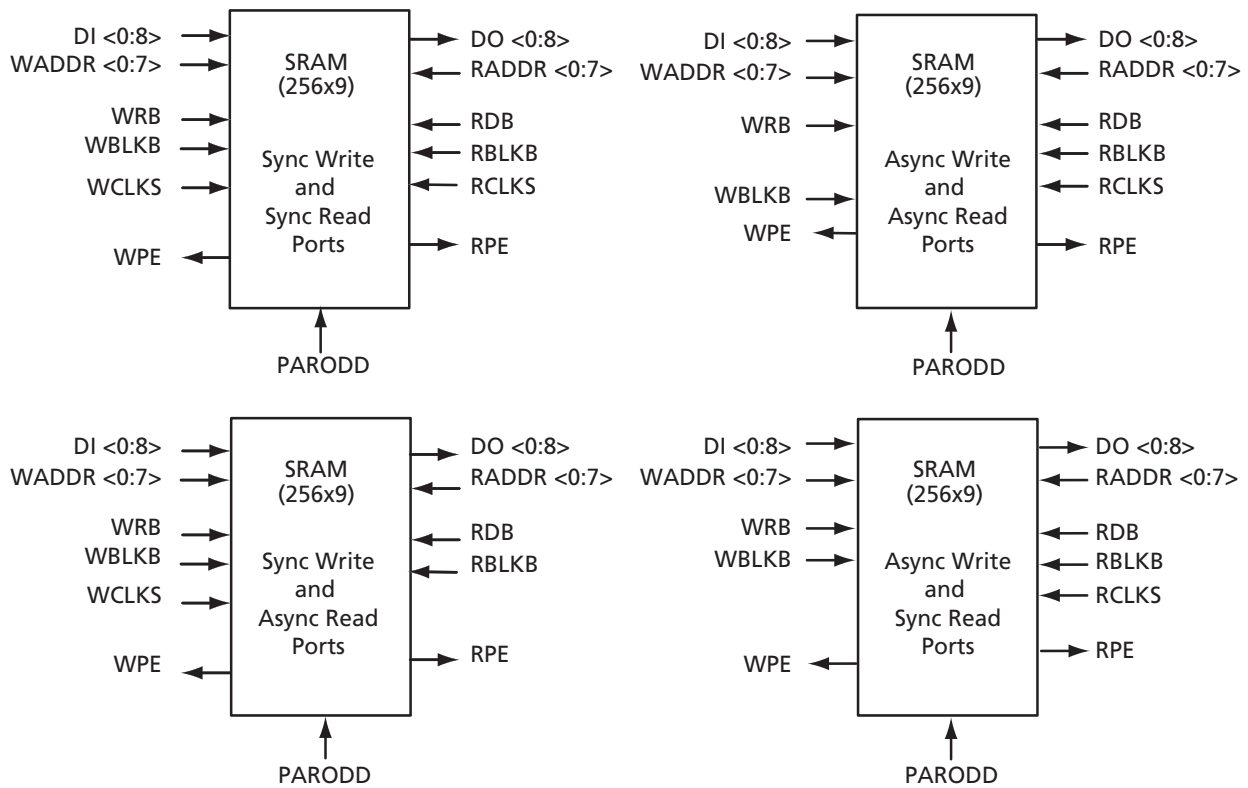 DI <0:8>
WADDR <0:7>
WRB
WBLKB
WCLKS
WPE
SRAM
(256x9)
Sync Write
and
Sync Read
Ports
DO <0:8>
RADDR <0:7>
RDB
RBLKB
RCLKS
RPE
PARODD
DI <0:8>
WADDR <0:7>
WRB
WBLKB
WPE
SRAM
(256x9)
Async Write
and
Async Read
Ports
DO <0:8>
RADDR <0:7>
RDB
RBLKB
RCLKS
RPE
PARODD
DI <0:8>
WADDR <0:7>
WRB
WBLKB
WCLKS
WPE
SRAM
(256x9)
Sync Write
and
Async Read
Ports
DO <0:8>
RADDR <0:7>
RDB
RBLKB
RPE
PARODD
DI <0:8>
WADDR <0:7>
WRB
WBLKB
WPE
SRAM
(256x9)
Async Write
and
Sync Read
Ports
DO <0:8>
RADDR <0:7>
RDB
RBLKB
RCLKS
RPE
PARODD